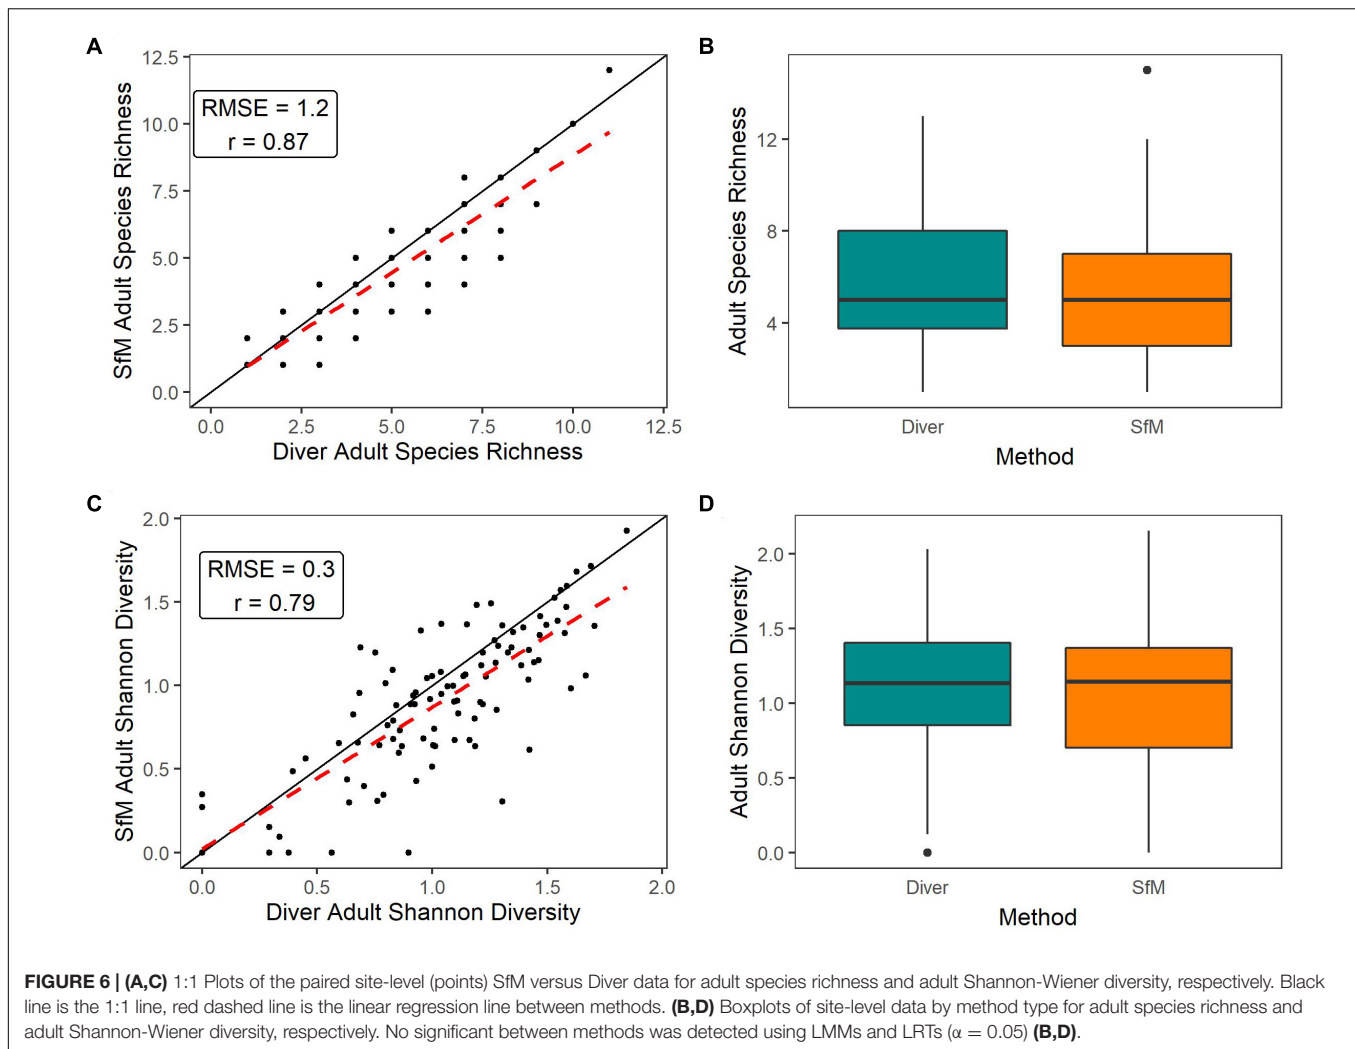 A
12.5
10.0
7.5
5.0
2.5
0.0
SfM Adult Species Richness
RMSE = 1.2
r = 0.87
0.0 2.5 5.0 7.5 10.0 12.5
Diver Adult Species Richness
B
12
8
4
Adult Species Richness
Diver SfM
Method
C
2.0
1.5
1.0
0.5
0.0
SfM Adult Shannon Diversity
RMSE = 0.3
r = 0.79
0.0 0.5 1.0 1.5 2.0
Diver Adult Shannon Diversity
D
2.0
1.5
1.0
0.5
0.0
Adult Shannon Diversity
Diver SfM
Method
FIGURE 6 | (A,C) 1:1 Plots of the paired site-level (points) SfM versus Diver data for adult species richness and adult Shannon-Wiener diversity, respectively. Black
line is the 1:1 line, red dashed line is the linear regression line between methods. (B,D) Boxplots of site-level data by method type for adult species richness and
adult Shannon-Wiener diversity, respectively. No significant between methods was detected using LMMs and LRTs (α = 0.05) (B,D).